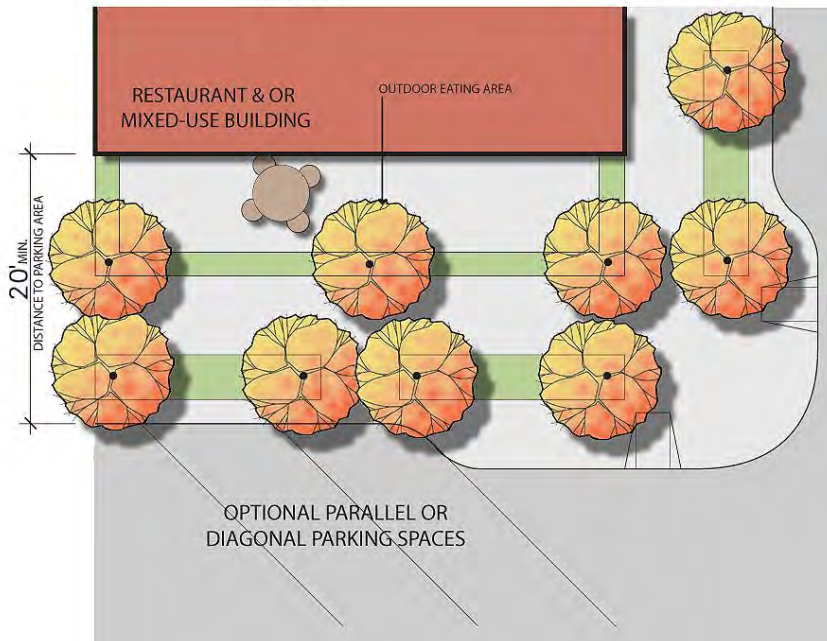 RESTAURANT & OR
MIXED-USE BUILDING
OUTDOOR EATING AREA
20' MIN.
DISTANCE TO PARKING AREA
OPTIONAL PARALLEL OR
DIAGONAL PARKING SPACES